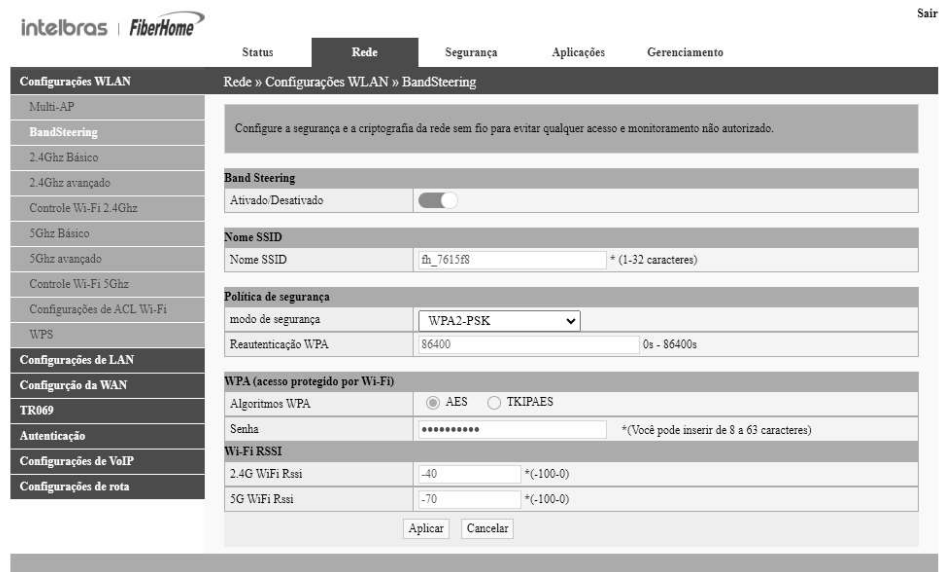 Sair
intelbras | FiberHome
Status Rede Segurança Aplicações Gerenciamento
Configurações WLAN
Rede » Configurações WLAN » BandSteering
Multi-AP
BandSteering
2.4Ghz Básico
2.4Ghz avançado
Controle Wi-Fi 2.4Ghz
5Ghz Básico
5Ghz avançado
Controle Wi-Fi 5Ghz
Configurações de ACL Wi-Fi
WPS
Configurações de LAN
Configurção da WAN
TR069
Autenticação
Configurações de VoIP
Configurações de rota
Configure a segurança e a criptografia da rede sem fio para evitar qualquer acesso e monitoramento não autorizado.
Band Steering
Ativado/Desativado
Nome SSID
Nome SSID fh_7615f8 * (1-32 caracteres)
Política de segurança
modo de segurança WPA2-PSK
Reautenticação WPA 86400 0s - 86400s
WPA (acesso protegido por Wi-Fi)
Algoritmos WPA AES TKIPAES
Senha •••••••••• *(Você pode inserir de 8 a 63 caracteres)
Wi-Fi RSSI
2.4G WiFi Rssi -40 *(-100-0)
5G WiFi Rssi -70 *(-100-0)
Aplicar Cancelar